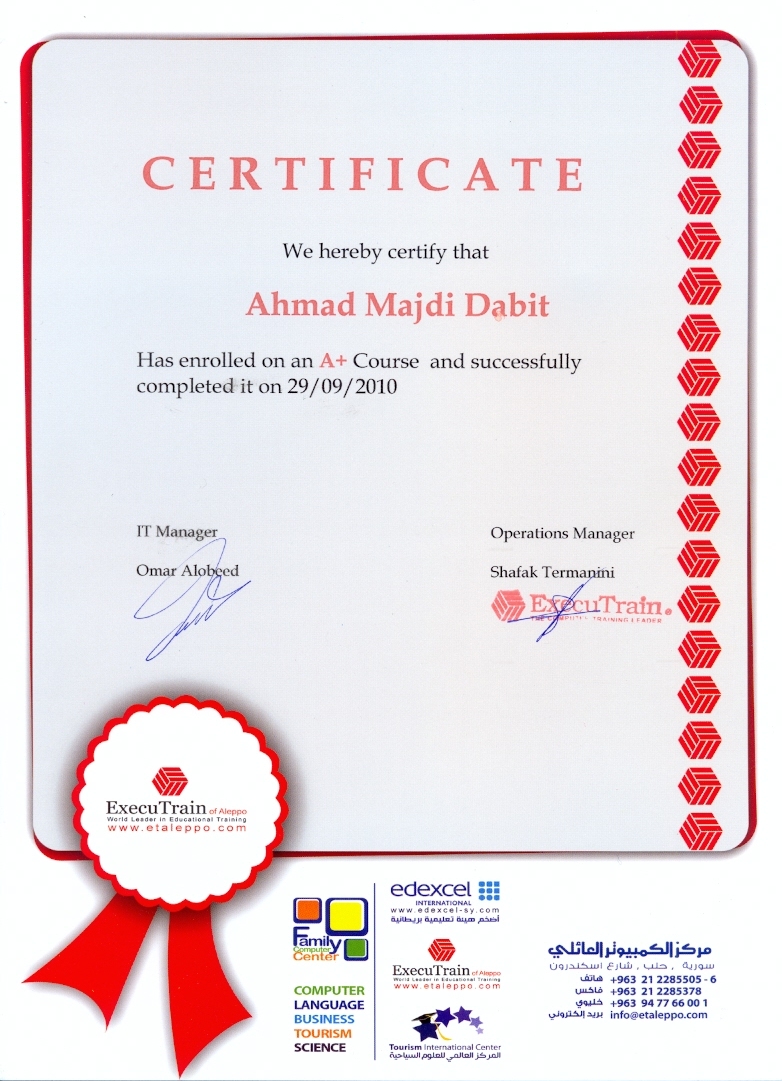 CERTIFICATE
We hereby certify that
Ahmad Majdi Dabit
Has enrolled on an A+ Course and successfully
completed it on 29/09/2010
IT Manager
Omar Alobeed
Operations Manager
Shafak Termanini
ExecuTrain.
THE COMPUTER TRAINING LEADER
ExecuTrain of Aleppo
World Leader in Educational Training
www.etaleppo.com
Family
Computer
Center
COMPUTER
LANGUAGE
BUSINESS
TOURISM
SCIENCE
edexcel
INTERNATIONAL
www.edexcel-sy.com
أضخم هيئة تعليمية بريطانية
ExecuTrain of Aleppo
World Leader in Educational Training
www.etaleppo.com
Tourism International Center
المركز العالمي للعلوم السياحية
مركز الكمبيوتر العائلي
سورية , حلب , شارع اسكندرون
هاتف +963 21 2285505 - 6
فاكس +963 21 2285378
خليوي +963 94 77 66 00 1
بريد إلكتروني info@etaleppo.com